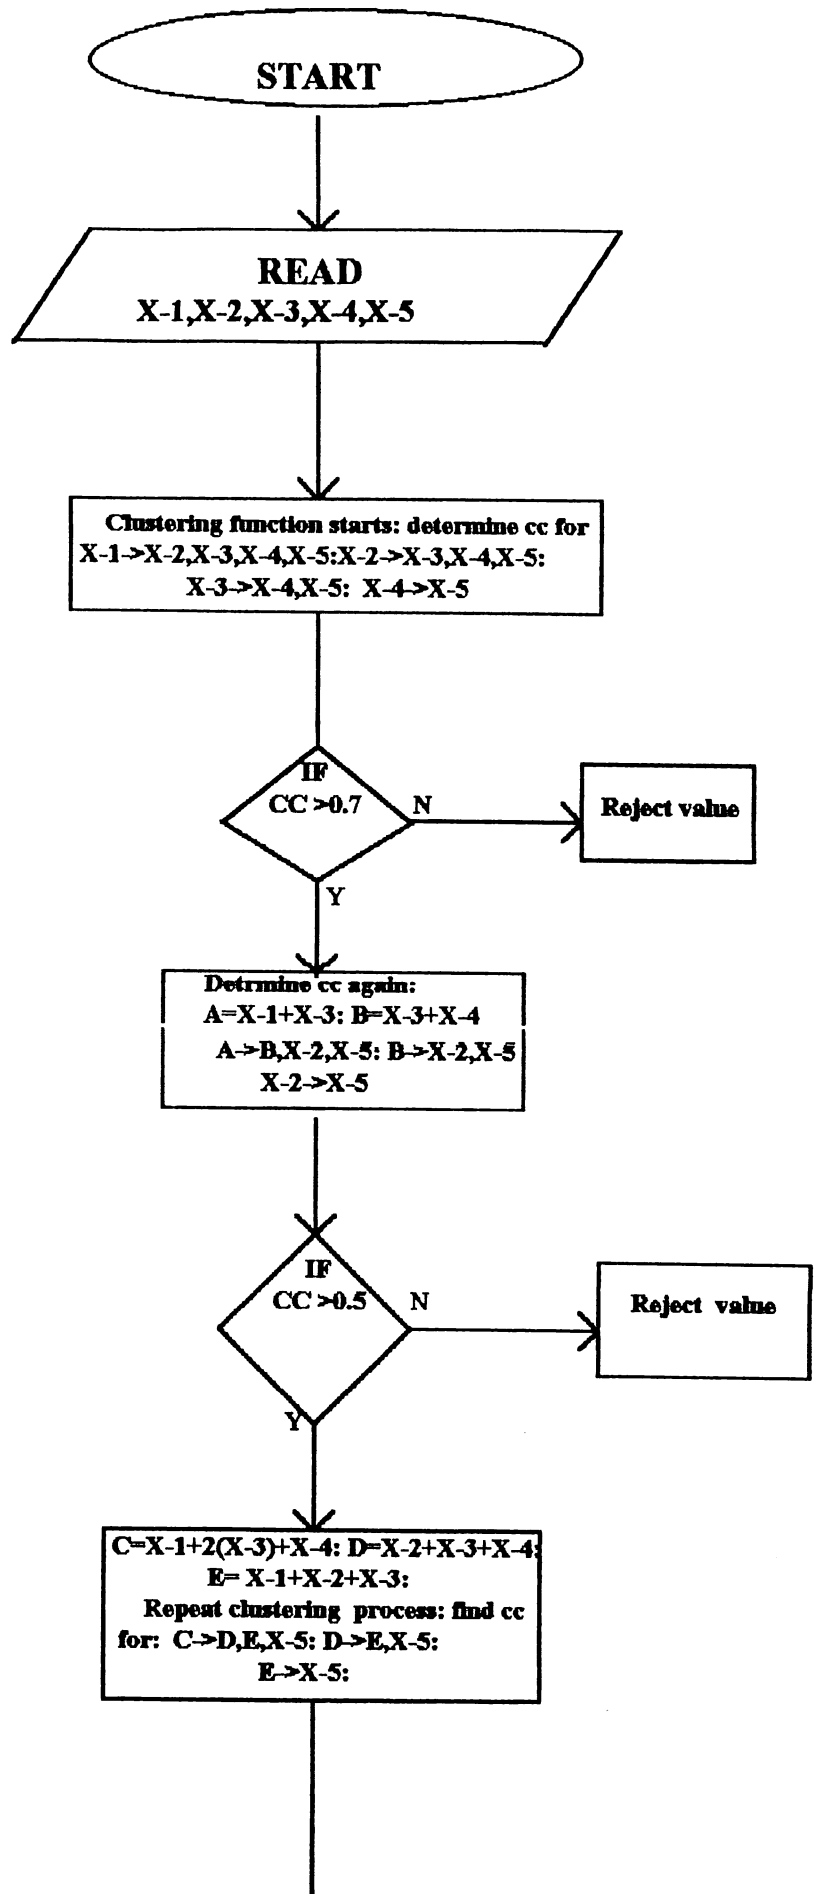 START
READ
X-1,X-2,X-3,X-4,X-5
Clustering function starts: determine cc for
X-1->X-2,X-3,X-4,X-5:X-2->X-3,X-4,X-5:
X-3->X-4,X-5: X-4->X-5
IF
CC >0.7
N
Reject value
Y
Detrmine cc again:
A=X-1+X-3: B=X-3+X-4
A->B,X-2,X-5: B->X-2,X-5
X-2->X-5
IF
CC >0.5
N
Reject value
Y
C=X-1+2(X-3)+X-4: D=X-2+X-3+X-4:
E= X-1+X-2+X-3:
Repeat clustering process: find cc
for: C->D,E,X-5: D->E,X-5:
E->X-5: